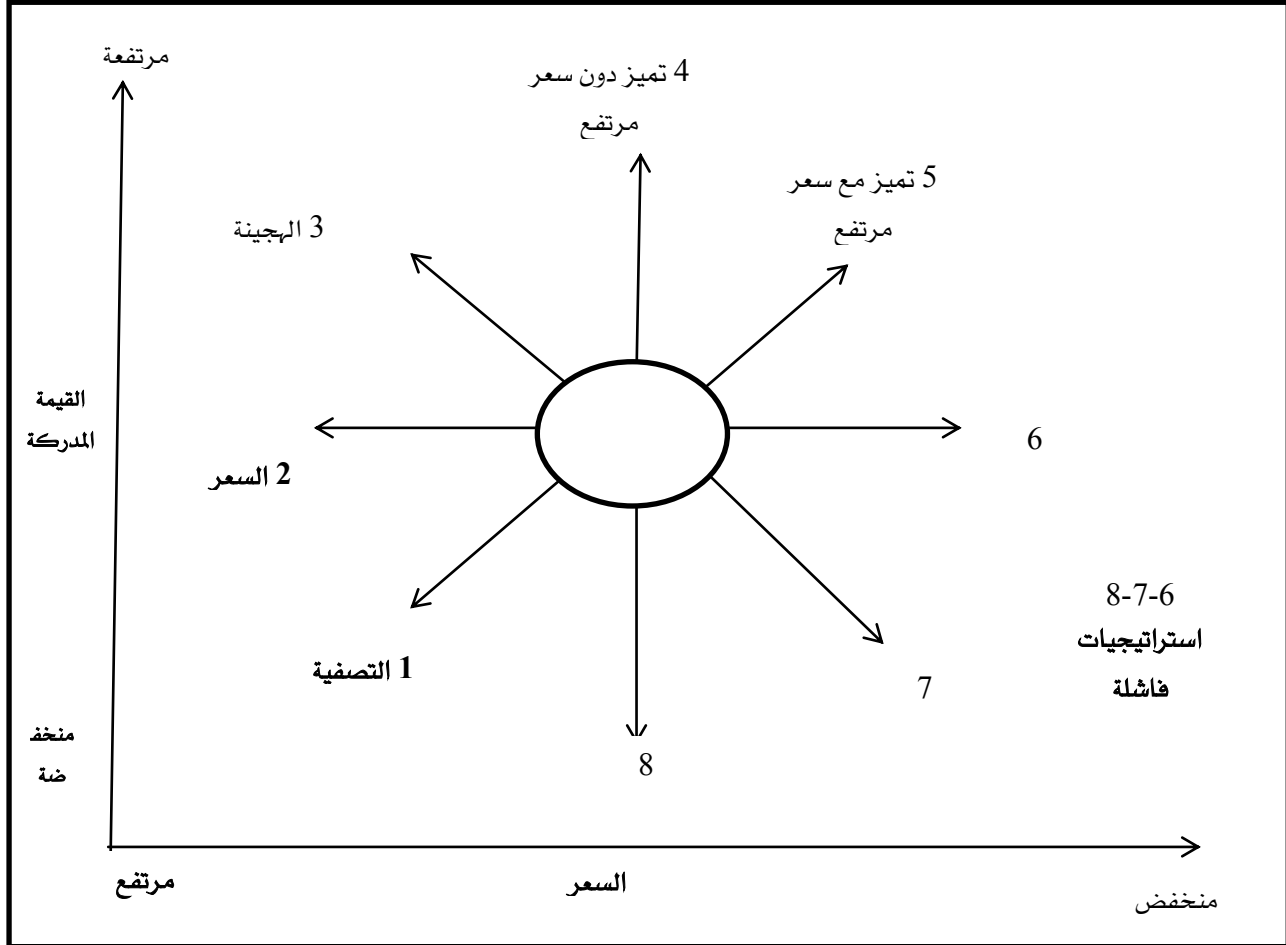 مرتفعة
4 تميز دون سعر
مرتفع
5 تميز مع سعر
مرتفع
3 الهجينة
القيمة
المدركة
6
2 السعر
8-7-6
استراتيجيات
فاشلة
1 التصفية
7
منخف
ضة
8
مرتفع
السعر
منخفض